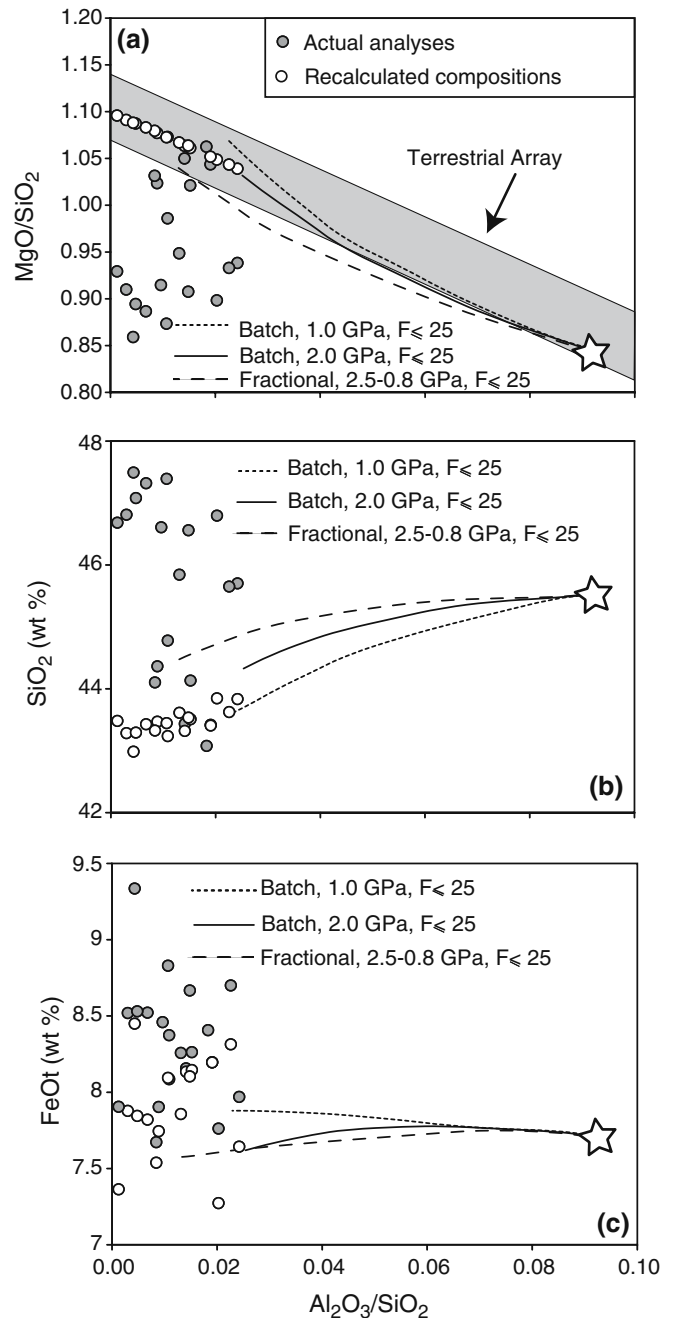 (a)
Actual analyses
Recalculated compositions
Terrestrial Array
Batch, 1.0 GPa, F⩽ 25
Batch, 2.0 GPa, F⩽ 25
Fractional, 2.5-0.8 GPa, F⩽ 25
MgO/SiO₂
1.20
1.15
1.10
1.05
1.00
0.95
0.90
0.85
0.80
Batch, 1.0 GPa, F⩽ 25
Batch, 2.0 GPa, F⩽ 25
Fractional, 2.5-0.8 GPa, F⩽ 25
SiO₂ (wt %)
48
46
44
42
(b)
Batch, 1.0 GPa, F⩽ 25
Batch, 2.0 GPa, F⩽ 25
Fractional, 2.5-0.8 GPa, F⩽ 25
FeOt (wt %)
9.5
9
8.5
8
7.5
7
(c)
0.00 0.02 0.04 0.06 0.08 0.10
Al₂O₃/SiO₂